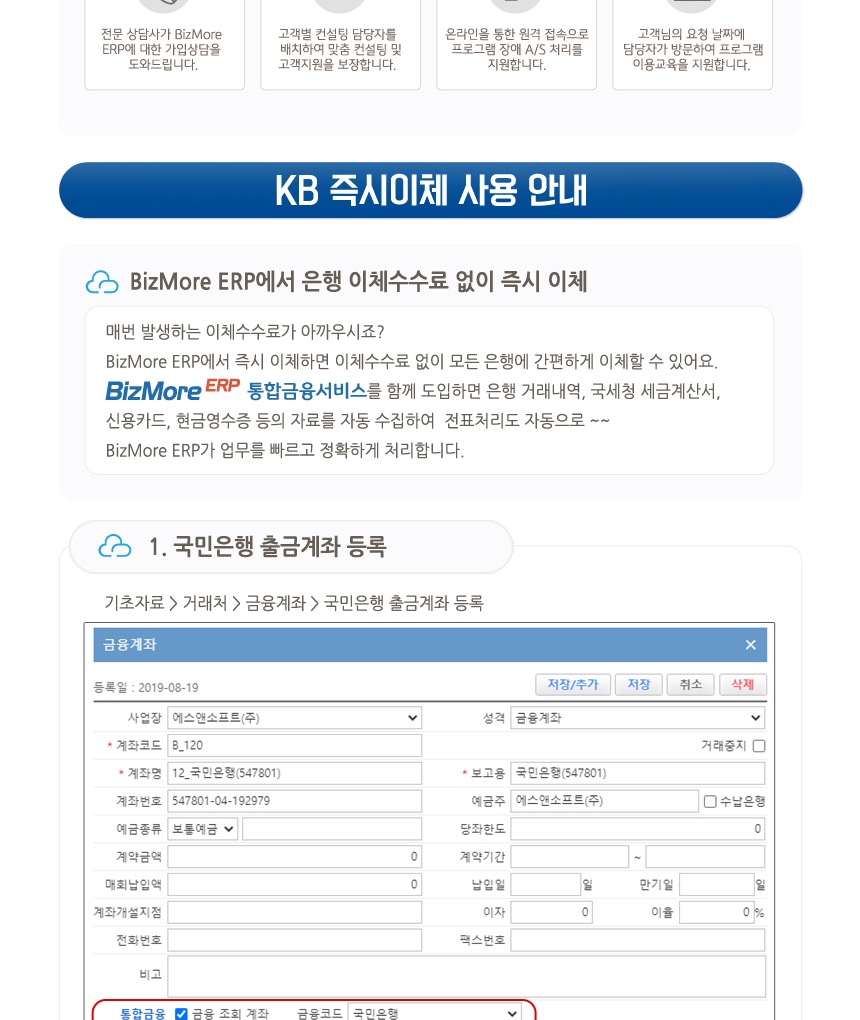 전문 상담사가 BizMore
ERP에 대한 가입상담을
도와드립니다.
고객별 컨설팅 담당자를
배치하여 맞춤 컨설팅 및
고객지원을 보장합니다.
온라인을 통한 원격 접속으로
프로그램 장애 A/S 처리를
지원합니다.
고객님의 요청 날짜에
담당자가 방문하여 프로그램
이용교육을 지원합니다.
KB 즉시이체 사용 안내
BizMore ERP에서 은행 이체수수료 없이 즉시 이체
매번 발생하는 이체수수료가 아까우시죠?
BizMore ERP에서 즉시 이체하면 이체수수료 없이 모든 은행에 간편하게 이체할 수 있어요.
BizMore ERP 통합금융서비스를 함께 도입하면 은행 거래내역, 국세청 세금계산서,
신용카드, 현금영수증 등의 자료를 자동 수집하여 전표처리도 자동으로 ~~
BizMore ERP가 업무를 빠르고 정확하게 처리합니다.
1. 국민은행 출금계좌 등록
기초자료 > 거래처 > 금융계좌 > 국민은행 출금계좌 등록
금융계좌 ×
등록일 : 2019-08-19 저장/추가 저장 취소 삭제
사업장 에스앤소프트(주) 성격 금융계좌
* 계좌코드 B_120 거래중지
* 계좌명 12_국민은행(547801) * 보고용 국민은행(547801)
계좌번호 547801-04-192979 예금주 에스앤소프트(주) 수납은행
예금종류 보통예금 당좌한도 0
계약금액 0 계약기간 ~
매회납입액 0 납입일 일 만기일 일
계좌개설지점 이자 0 이율 0 %
전화번호 팩스번호
비고
통합금융 금융 조회 계좌 금융코드 국민은행